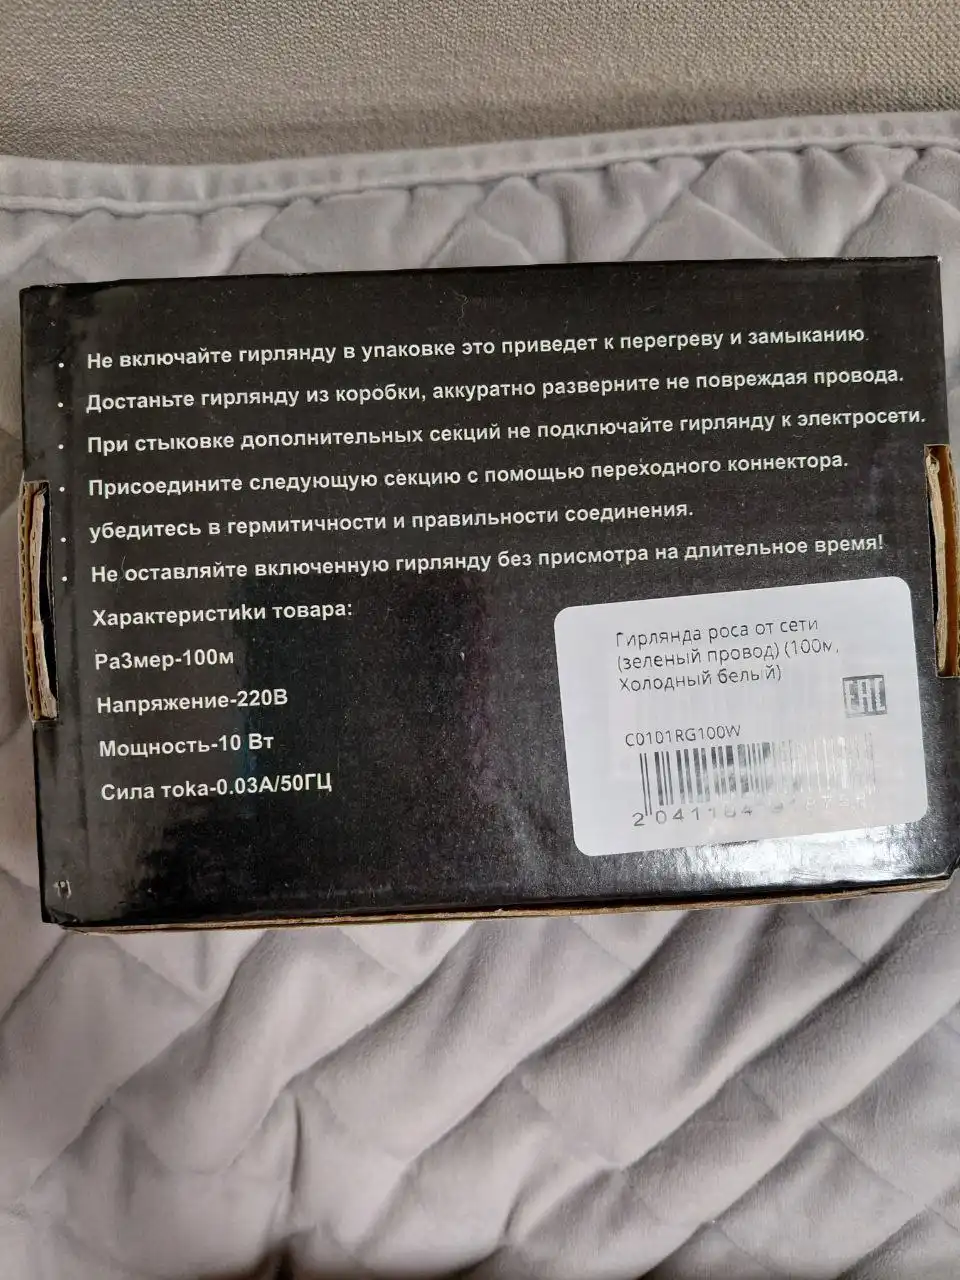 Не включайте гирлянду в упаковке это приведет к перегреву и замыканию.
Достаньте гирлянду из коробки, аккуратно разверните не повреждая провода.
При стыковке дополнительных секций не подключайте гирлянду к электросети.
Присоедините следующую секцию с помощью переходного коннектора.
убедитесь в гермитичности и правильности соединения.
Не оставляйте включенную гирлянду без присмотра на длительное время!
Характеристики товара:
Ра3мер-100м
Напряжение-220В
Мощность-10 Вт
Сила тока-0.03А/50ГЦ
Гирлянда роса от сети
(зеленый провод) (100м,
Холодный белый)
EAC
C0101RG100W
2 041184